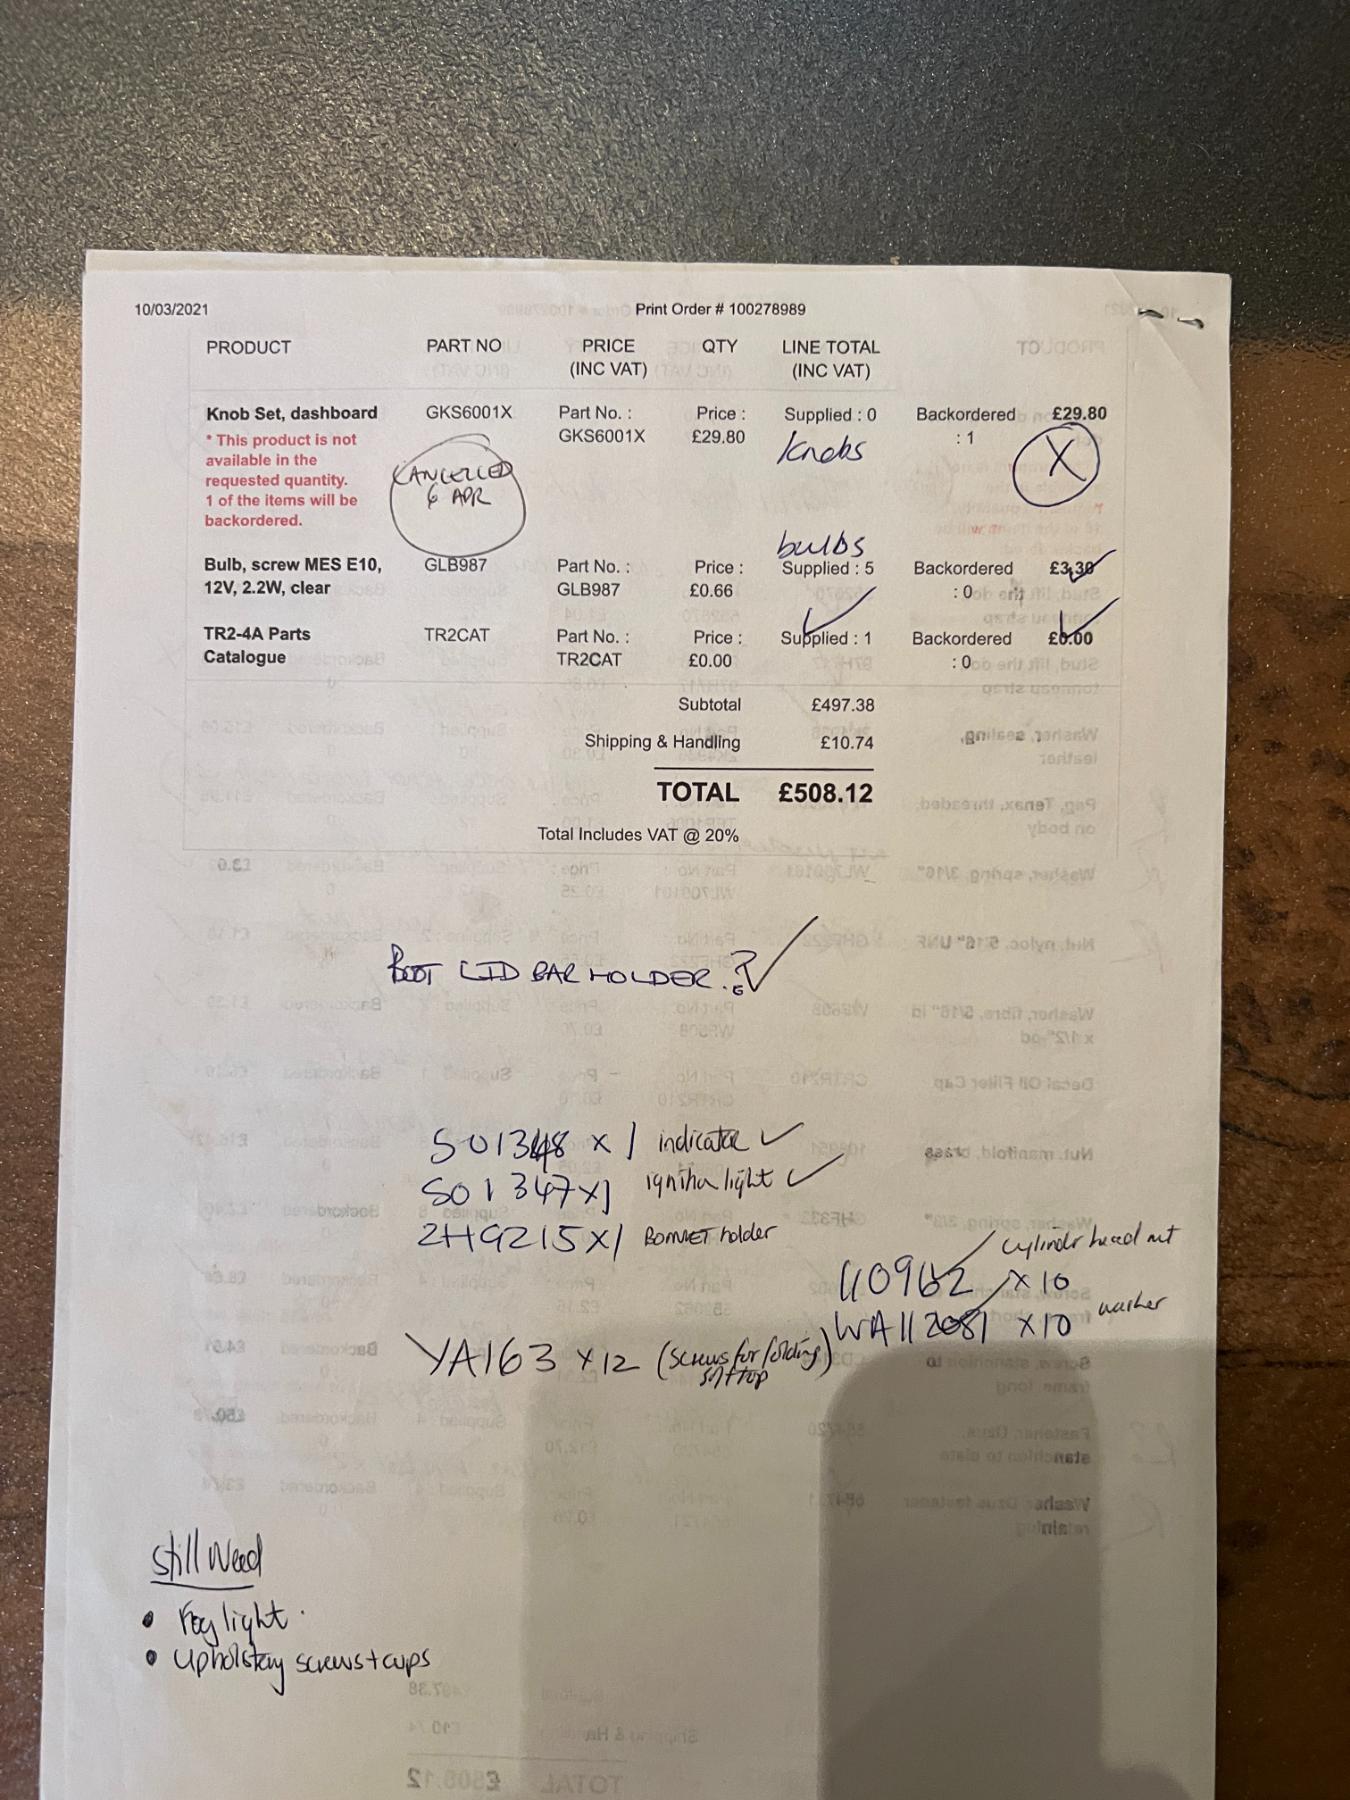 10/03/2021 Print Order # 100278989
PRODUCT PART NO PRICE QTY LINE TOTAL
(INC VAT) (INC VAT)
Knob Set, dashboard GKS6001X Part No. : Price : Supplied : 0 Backordered £29.80
* This product is not GKS6001X £29.80 knobs : 1 X
available in the
requested quantity. CANCELLED
1 of the items will be 6 APR
backordered.
bulbs
Bulb, screw MES E10, GLB987 Part No. : Price : Supplied : 5 Backordered £3.30
12V, 2.2W, clear GLB987 £0.66 : 0
TR2-4A Parts TR2CAT Part No. : Price : Supplied : 1 Backordered £0.00
Catalogue TR2CAT £0.00 : 0
Subtotal £497.38
Shipping & Handling £10.74
TOTAL £508.12
Total Includes VAT @ 20%
BOOT LID BAR HOLDER.? ✓
501348 x 1 indicator ✓
501347 x 1 ignition light ✓
2H9215 x 1 BONNET holder
cylinder head nut
110962 x 10
WA112081 x 10 washer
YA163 x 12 (screws for folding
soft top)
Still Need
• Fog light.
• Upholstery screws + cups